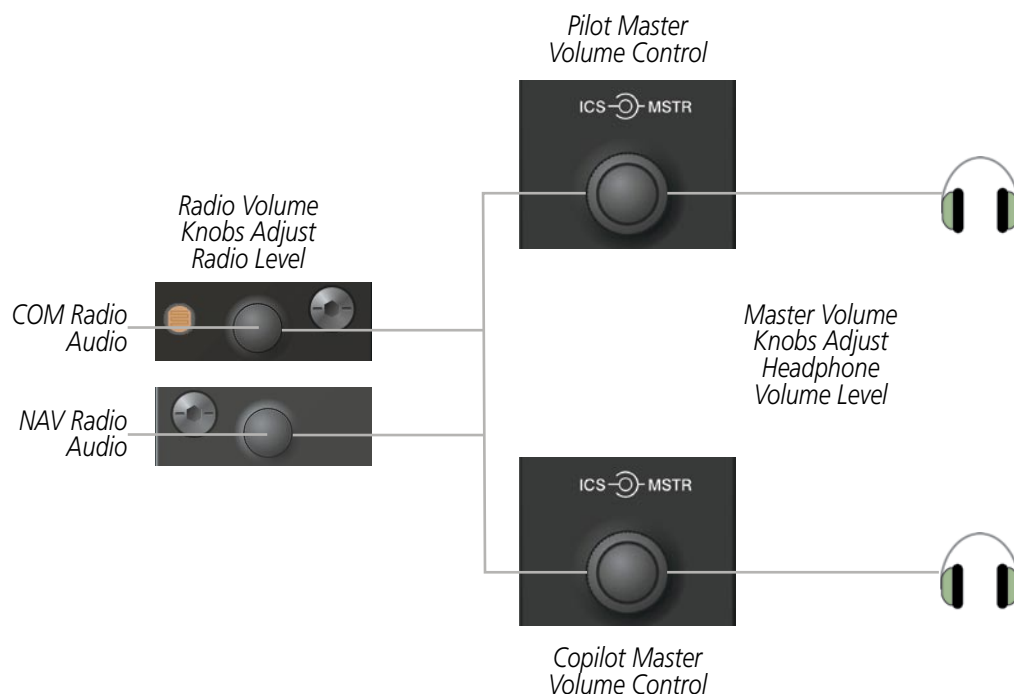 Pilot Master
Volume Control
ICS MSTR
Radio Volume
Knobs Adjust
Radio Level
COM Radio
Audio
NAV Radio
Audio
Master Volume
Knobs Adjust
Headphone
Volume Level
ICS MSTR
Copilot Master
Volume Control